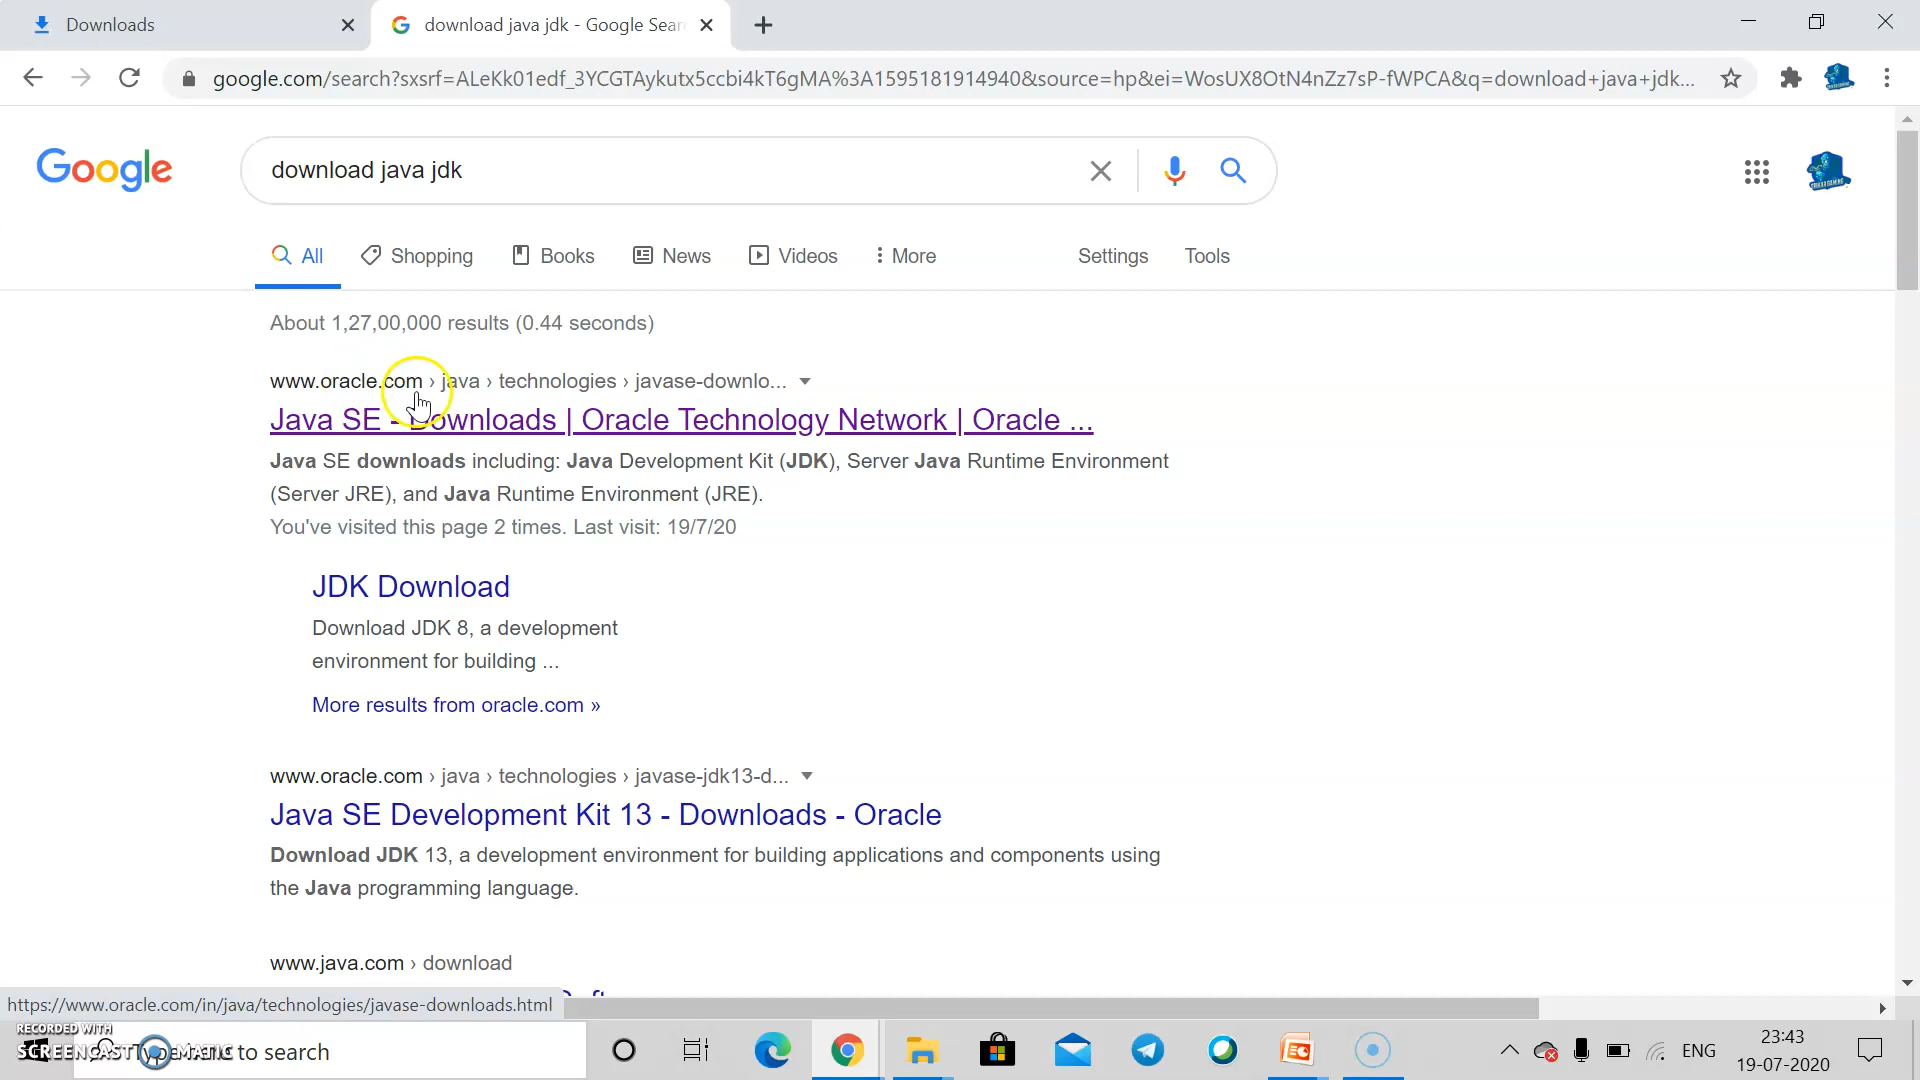 Downloads
download java jdk - Google Sear
google.com/search?sxsrf=ALeKk01edf_3YCGTAykutx5ccbi4kT6gMA%3A1595181914940&source=hp&ei=WosUX8OtN4nZz7sP-fWPCA&q=download+java+jdk...
Google
download java jdk
All Shopping Books News Videos More Settings Tools
About 1,27,00,000 results (0.44 seconds)
www.oracle.com › java › technologies › javase-downlo...
Java SE - Downloads | Oracle Technology Network | Oracle ...
Java SE downloads including: Java Development Kit (JDK), Server Java Runtime Environment
(Server JRE), and Java Runtime Environment (JRE).
You've visited this page 2 times. Last visit: 19/7/20
JDK Download
Download JDK 8, a development
environment for building ...
More results from oracle.com »
www.oracle.com › java › technologies › javase-jdk13-d...
Java SE Development Kit 13 - Downloads - Oracle
Download JDK 13, a development environment for building applications and components using
the Java programming language.
www.java.com › download
https://www.oracle.com/in/java/technologies/javase-downloads.html
RECORDED WITH
SCREENCAST MATIC
to search
ENG
23:43
19-07-2020